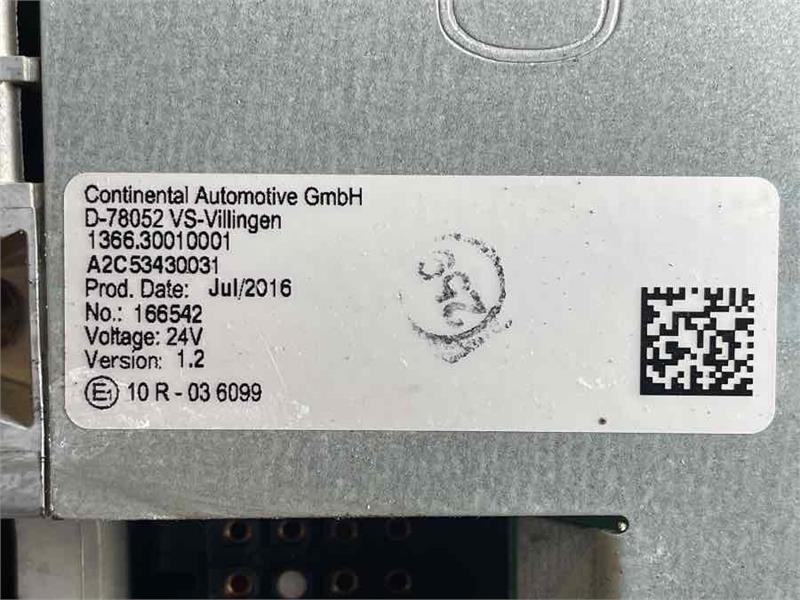 Continental Automotive GmbH
D-78052 VS-Villingen
1366.30010001
A2C53430031
Prod. Date: Jul/2016
No.: 166542
Voltage: 24V
Version: 1.2
E1 10 R - 03 6099